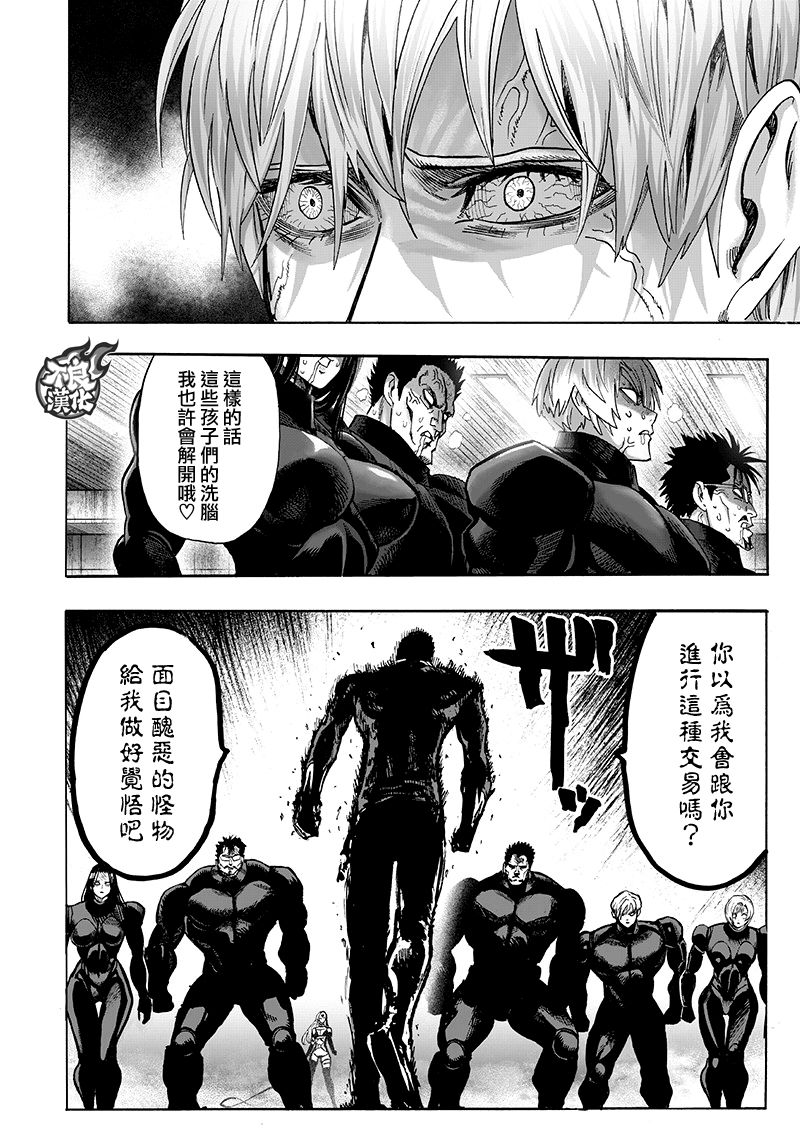 狼
漢化
這樣的話
這些孩子們的洗腦
我也許會解開哦♡
ザッ
你以為我會跟你
進行這種交易嗎？
面目醜惡的怪物
給我做好覺悟吧